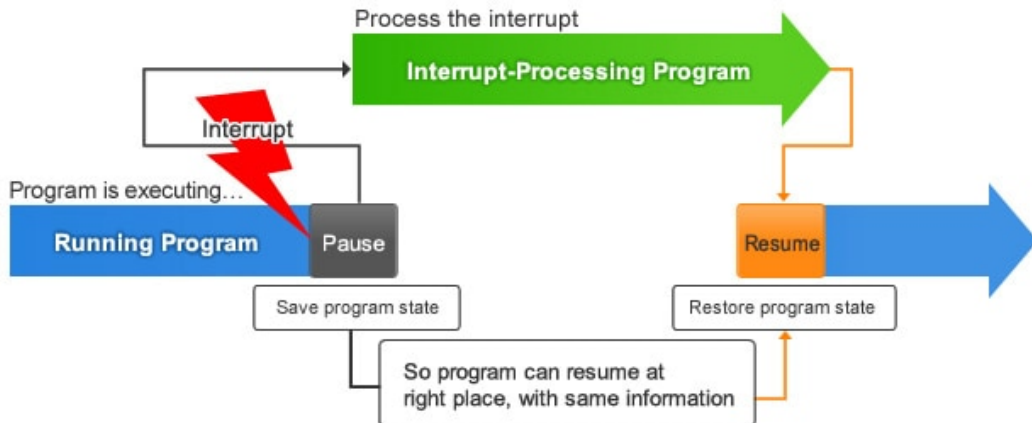 Process the interrupt
Interrupt-Processing Program
Interrupt
Program is executing...
Running Program
Pause
Resume
Save program state
Restore program state
So program can resume at
right place, with same information